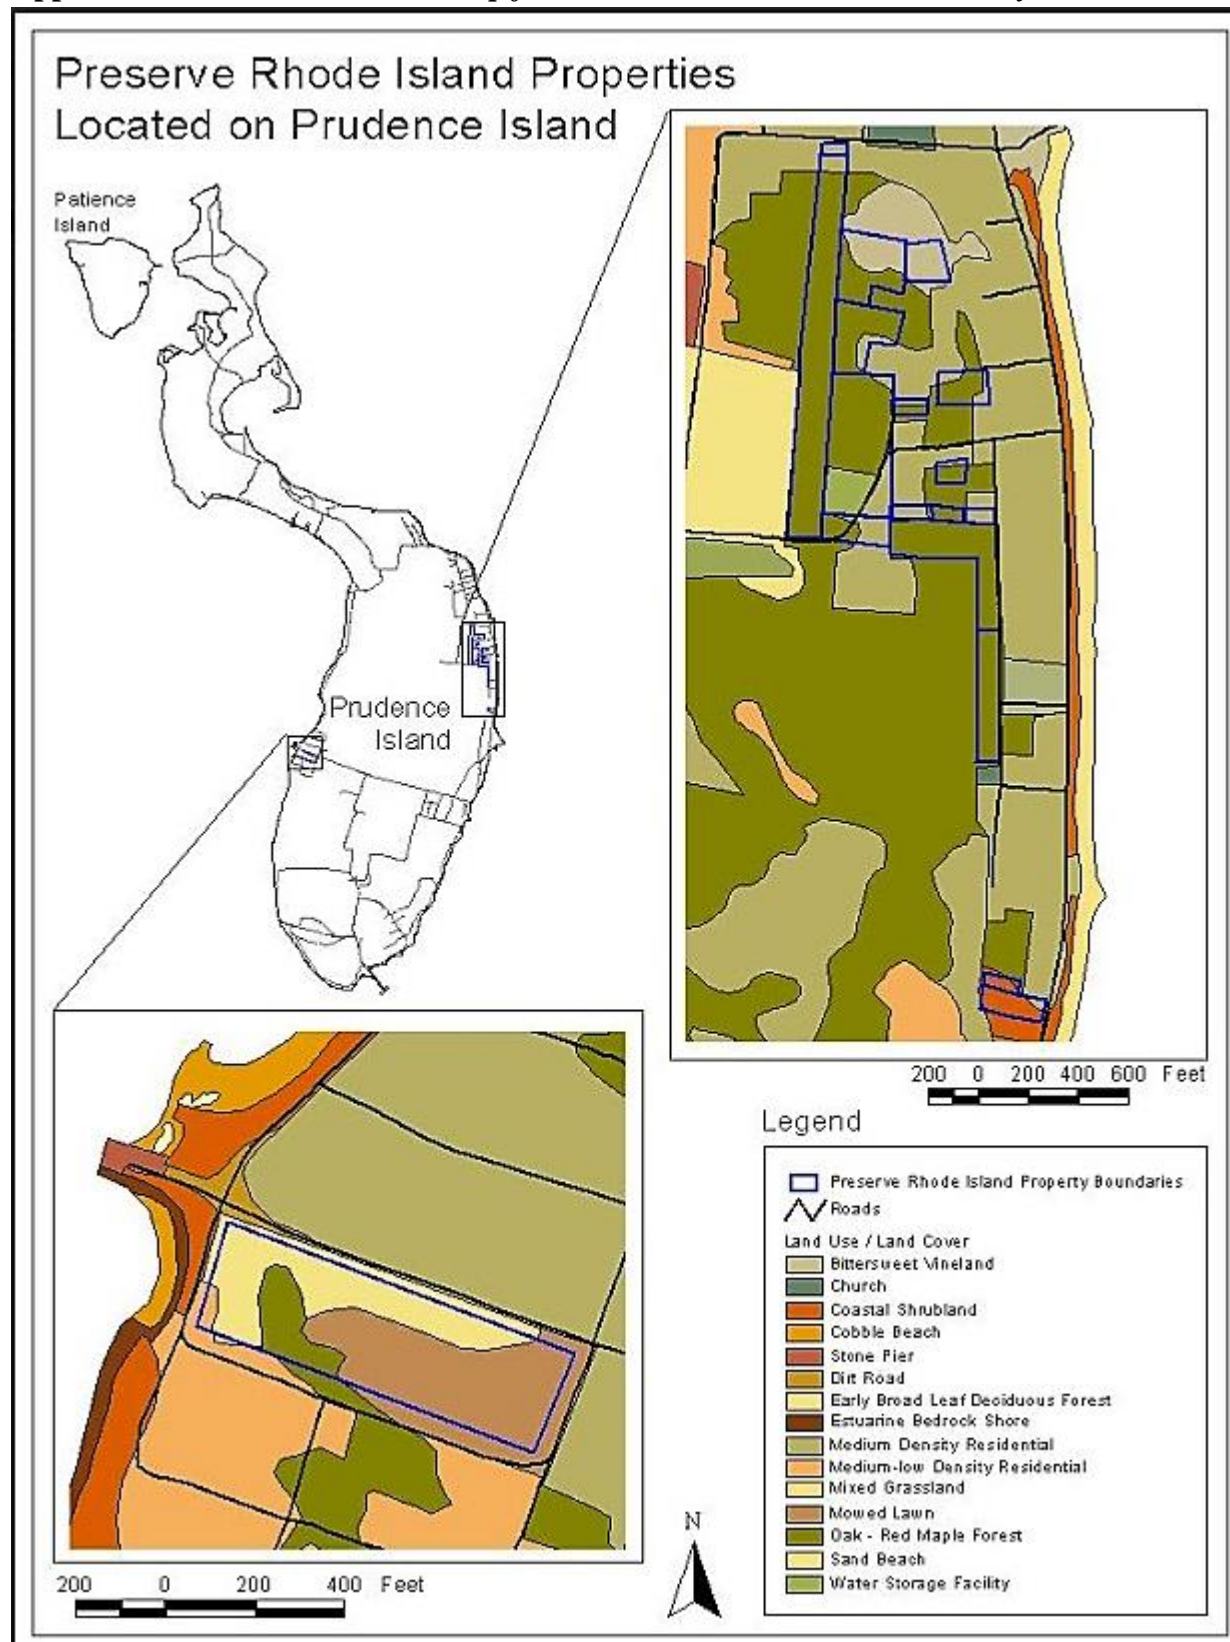 Preserve Rhode Island Properties
Located on Prudence Island
Patience
Island
Prudence
Island
200 0 200 400 600 Feet
Legend
Preserve Rhode Island Property Boundaries
Roads
Land Use / Land Cover
Bittersweet Vineland
Church
Coastal Shrubland
Cobble Beach
Stone Pier
Dirt Road
Early Broad Leaf Deciduous Forest
Estuarine Bedrock Shore
Medium Density Residential
Medium-low Density Residential
Mixed Grassland
Mowed Lawn
Oak - Red Maple Forest
Sand Beach
Water Storage Facility
N
200 0 200 400 Feet